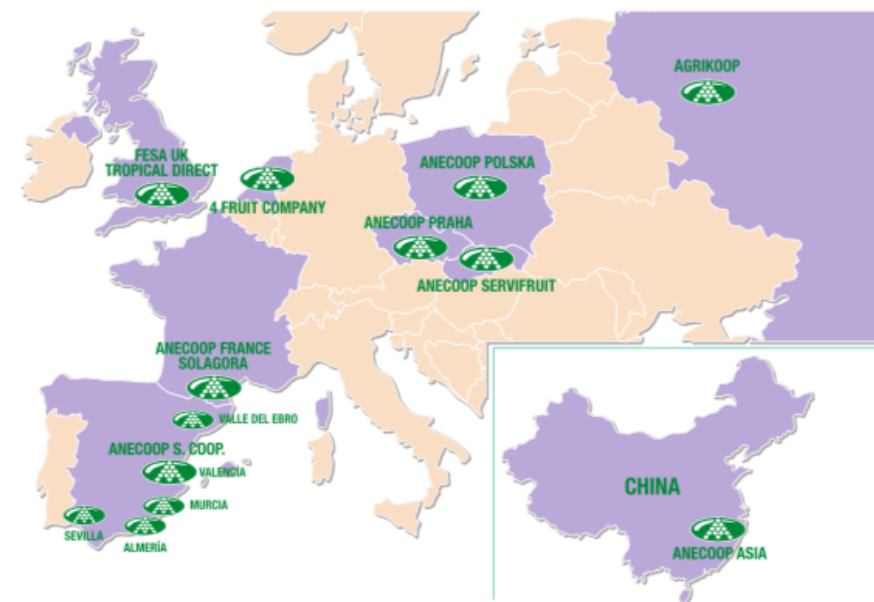 AGRIKOOP
FESA UK
TROPICAL DIRECT
ANECOOP POLSKA
4 FRUIT COMPANY
ANECOOP PRAHA
ANECOOP SERVIFRUIT
ANECOOP FRANCE
SOLAGORA
VALLE DEL EBRO
ANECOOP S. COOP.
VALENCIA
MURCIA
SEVILLA
ALMERÍA
CHINA
ANECOOP ASIA